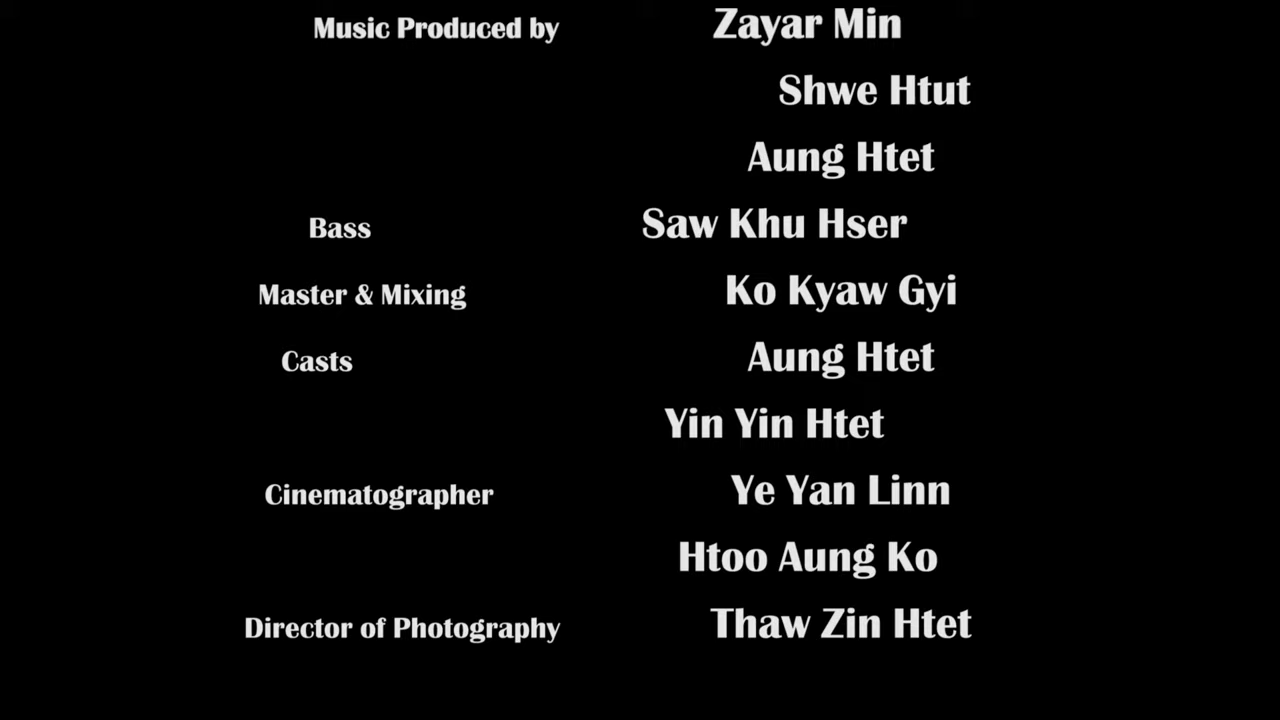 Music Produced by Zayar Min
Shwe Htut
Aung Htet
Bass Saw Khu Hser
Master & Mixing Ko Kyaw Gyi
Casts Aung Htet
Yin Yin Htet
Cinematographer Ye Yan Linn
Htoo Aung Ko
Director of Photography Thaw Zin Htet